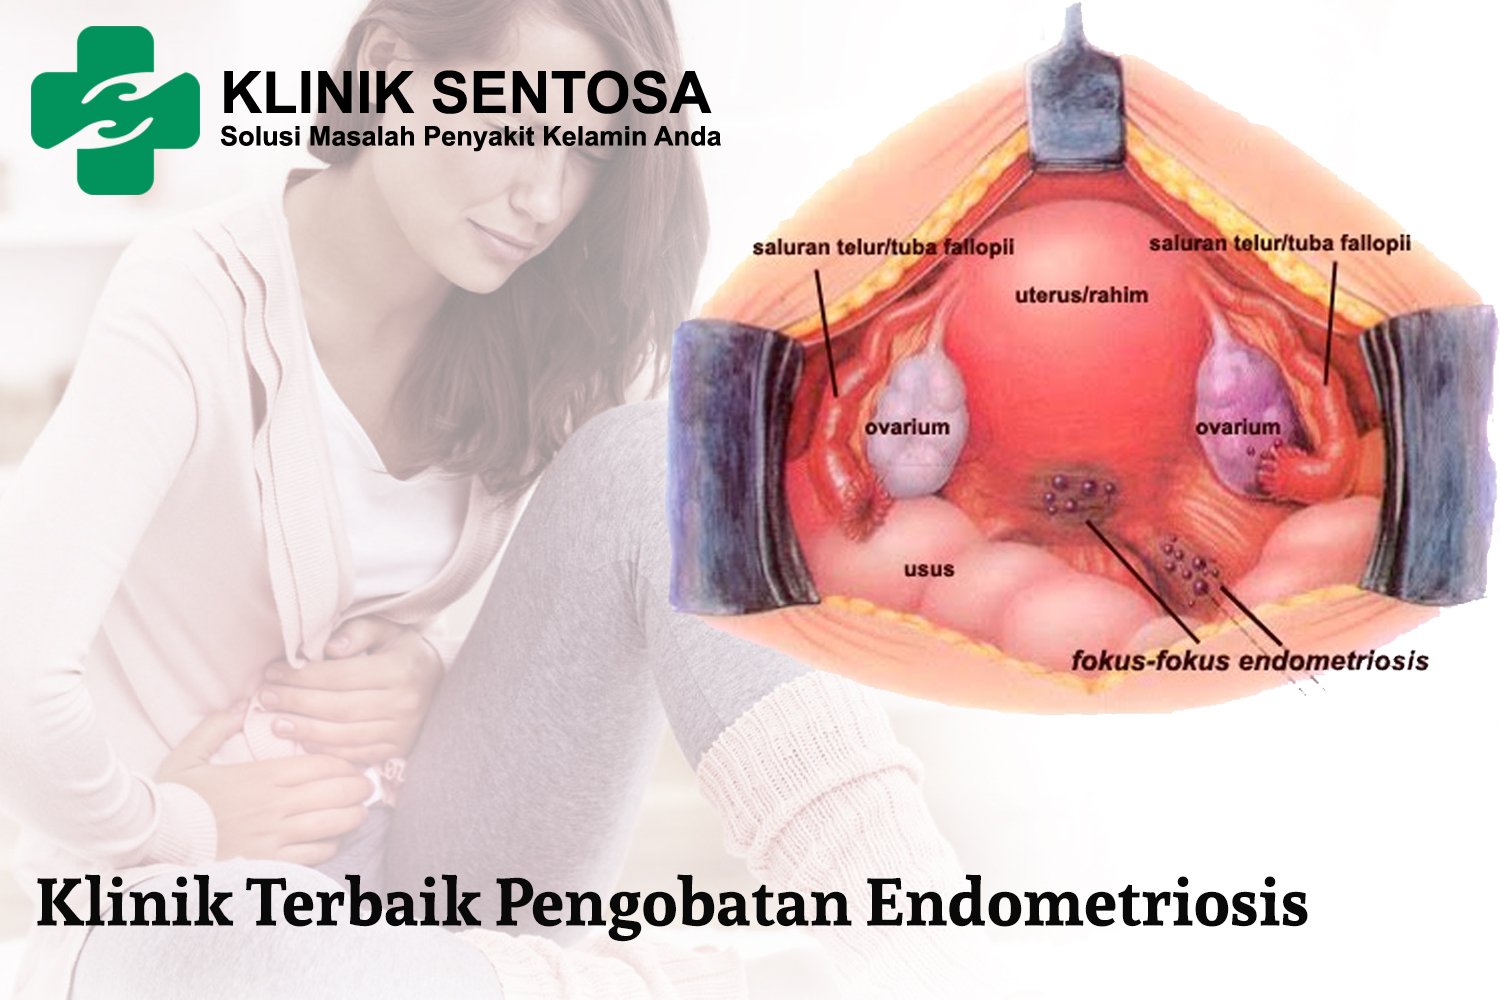 KLINIK SENTOSA
Solusi Masalah Penyakit Kelamin Anda
saluran telur/tuba fallopii
saluran telur/tuba fallopii
uterus/rahim
ovarium
ovarium
usus
fokus-fokus endometriosis
Klinik Terbaik Pengobatan Endometriosis